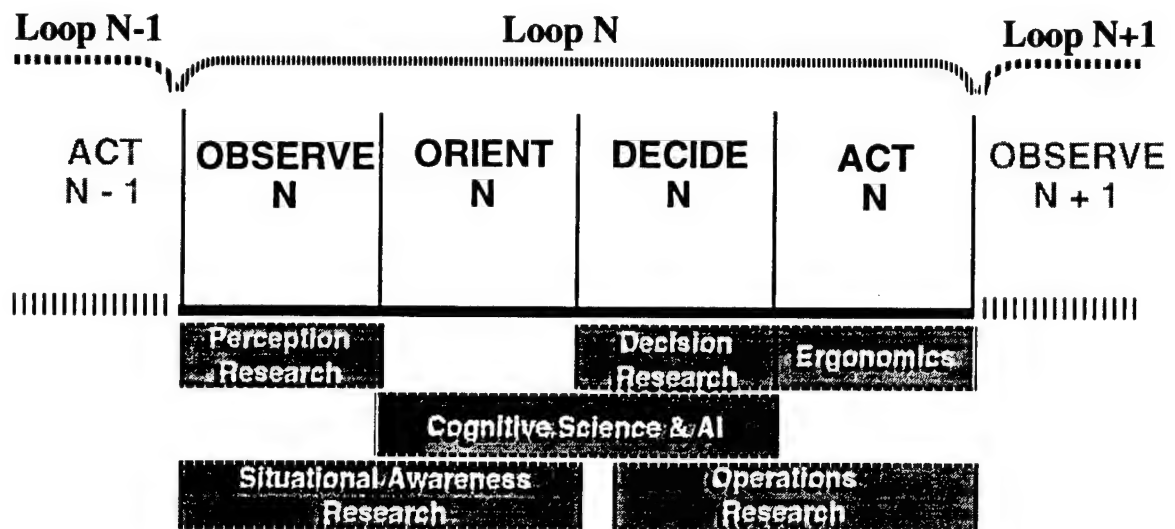 Loop N-1
Loop N
Loop N+1
ACT
N - 1
OBSERVE
N
ORIENT
N
DECIDE
N
ACT
N
OBSERVE
N + 1
Perception
Research
Decision
Research
Ergonomics
Cognitive Science & AI
Situational Awareness
Research
Operations
Research